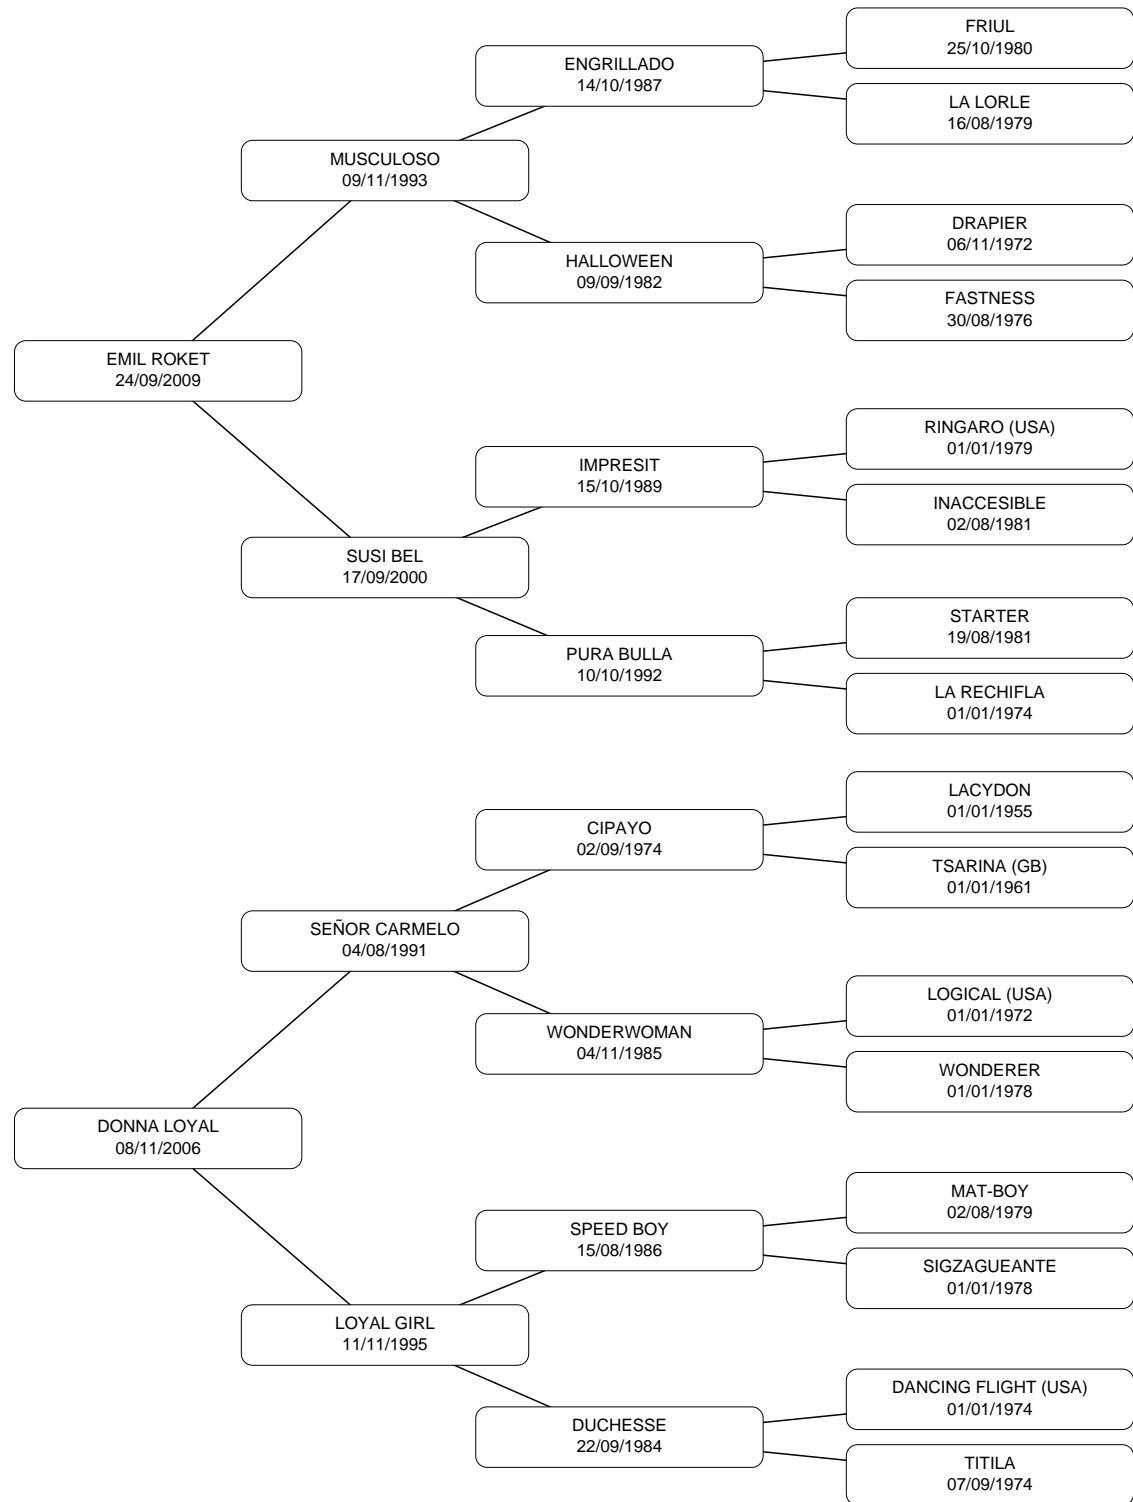 FRIUL
25/10/1980
ENGRILLADO
14/10/1987
LA LORLE
16/08/1979
MUSCULOSO
09/11/1993
DRAPIER
06/11/1972
HALLOWEEN
09/09/1982
FASTNESS
30/08/1976
EMIL ROKET
24/09/2009
RINGARO (USA)
01/01/1979
IMPRESIT
15/10/1989
INACCESIBLE
02/08/1981
SUSI BEL
17/09/2000
STARTER
19/08/1981
PURA BULLA
10/10/1992
LA RECHIFLA
01/01/1974
LACYDON
01/01/1955
CIPAYO
02/09/1974
TSARINA (GB)
01/01/1961
SEÑOR CARMELO
04/08/1991
LOGICAL (USA)
01/01/1972
WONDERWOMAN
04/11/1985
WONDERER
01/01/1978
DONNA LOYAL
08/11/2006
MAT-BOY
02/08/1979
SPEED BOY
15/08/1986
SIGZAGUEANTE
01/01/1978
LOYAL GIRL
11/11/1995
DANCING FLIGHT (USA)
01/01/1974
DUCHESSE
22/09/1984
TITILA
07/09/1974